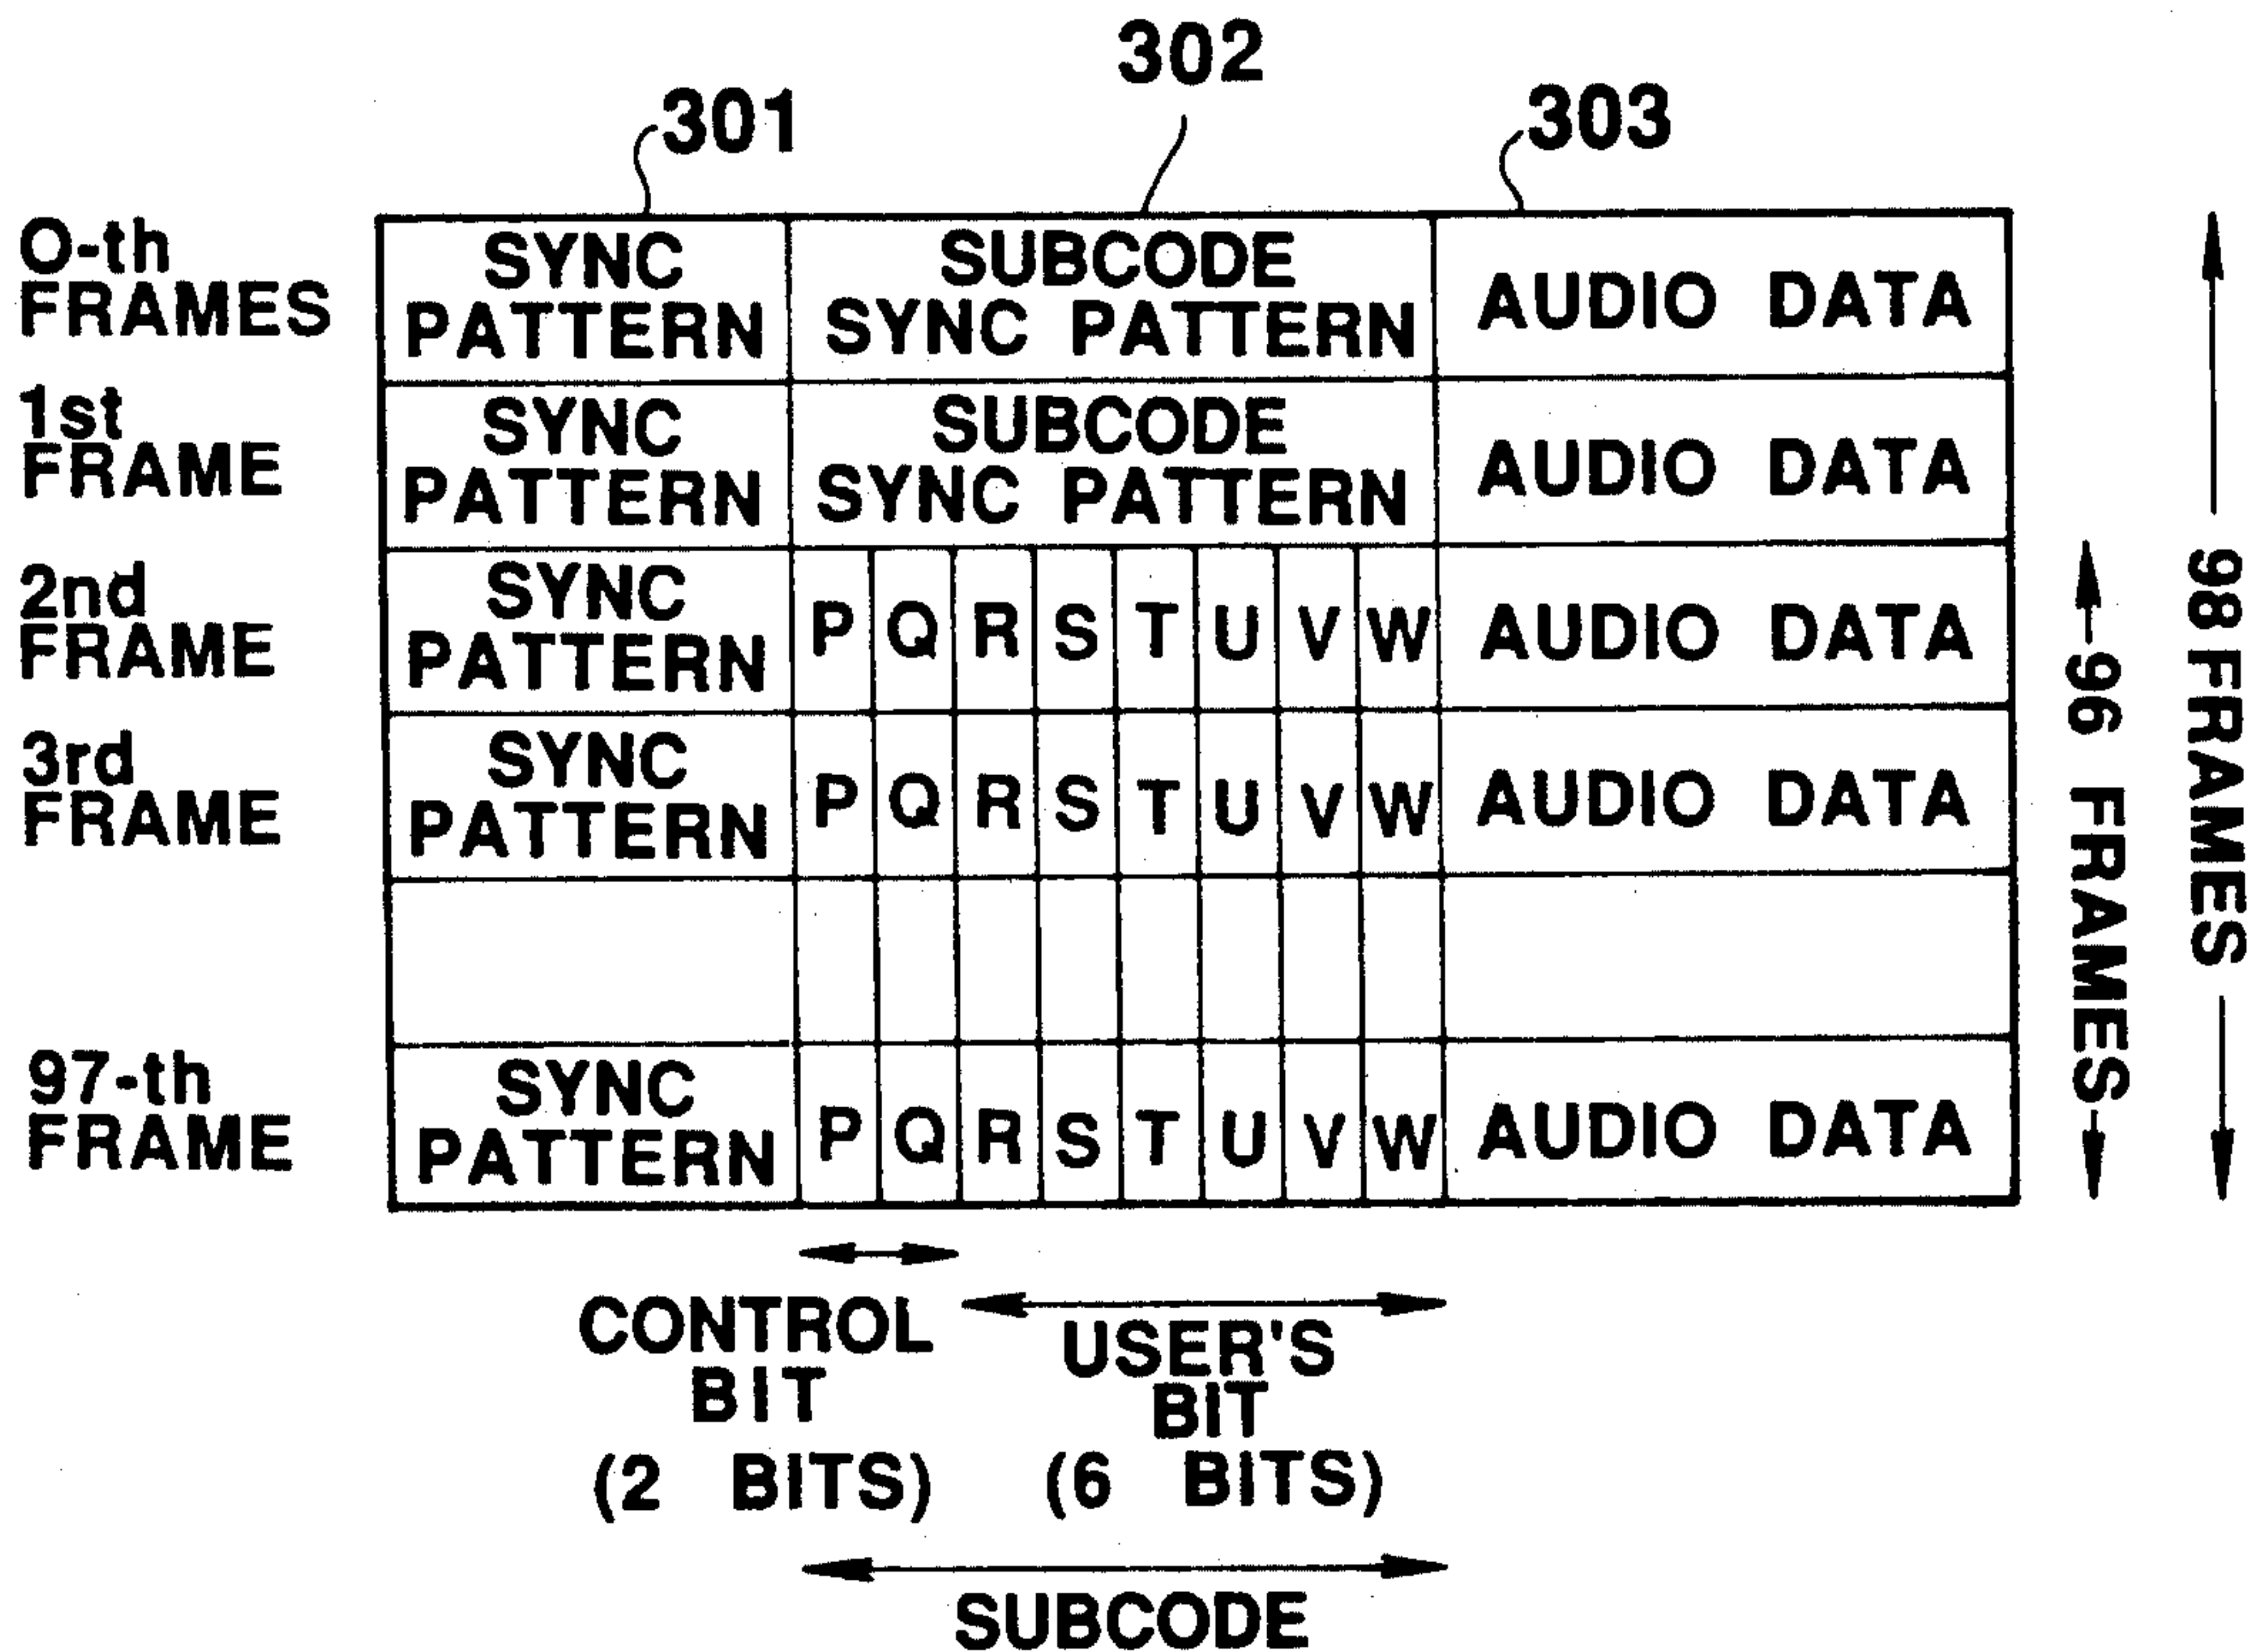 302
301
303
0-th
FRAMES
SYNC
PATTERN
SUBCODE
SYNC PATTERN
AUDIO DATA
1st
FRAME
SYNC
PATTERN
SUBCODE
SYNC PATTERN
AUDIO DATA
2nd
FRAME
SYNC
PATTERN
P Q R S T U V W
AUDIO DATA
3rd
FRAME
SYNC
PATTERN
P Q R S T U V W
AUDIO DATA
97-th
FRAME
SYNC
PATTERN
P Q R S T U V W
AUDIO DATA
96 FRAMES
98 FRAMES
CONTROL
BIT
(2 BITS)
USER'S
BIT
(6 BITS)
SUBCODE